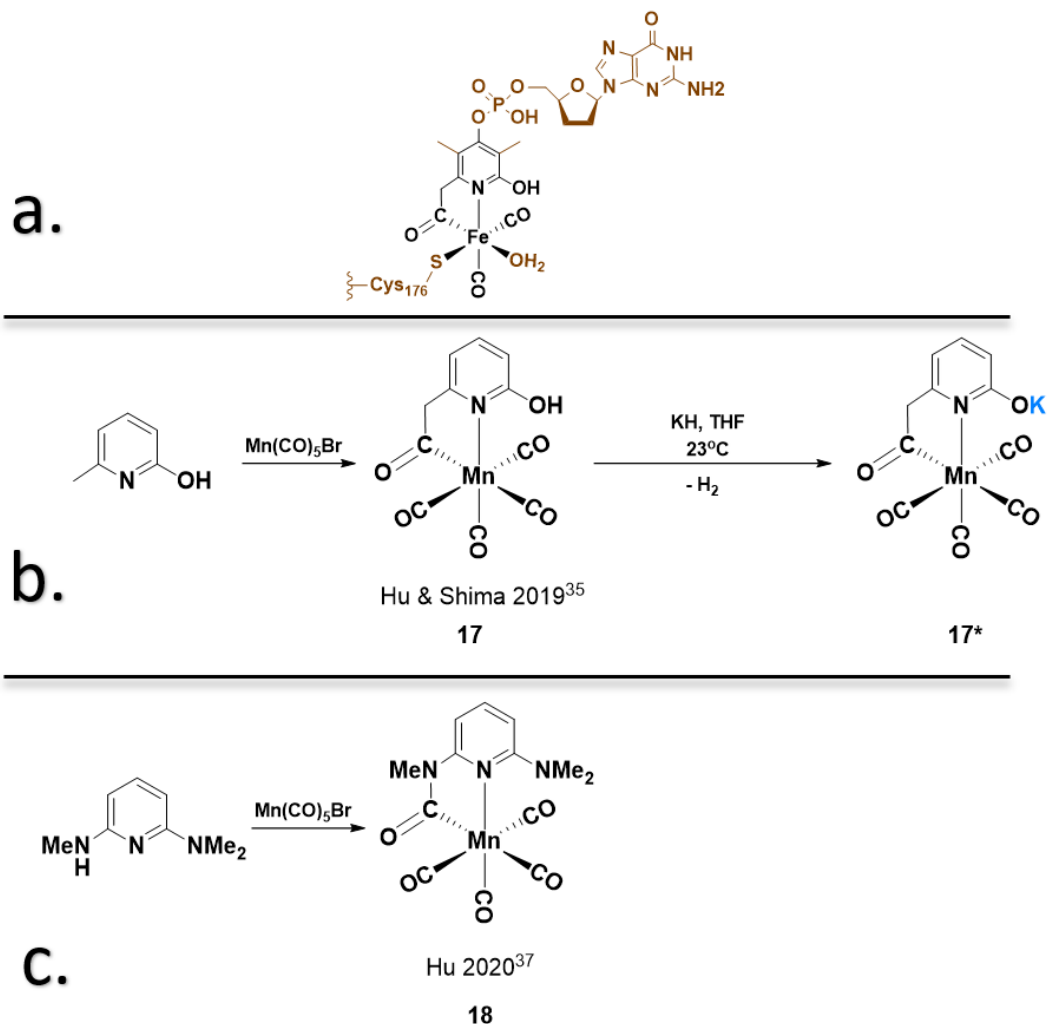 O
N
NH
N
N
NH2
O
O
O
P
OH
O
N
OH
C
O
CO
Fe
S
OH₂
Cys₁₇₆
CO
a.
N
OH
Mn(CO)₅Br
N
OH
C
O
CO
Mn
OC
CO
CO
KH, THF
23°C
- H₂
N
OK
C
O
CO
Mn
OC
CO
CO
b.
Hu & Shima 2019³⁵
17
17*
MeN
H
N
NMe₂
Mn(CO)₅Br
MeN
N
NMe₂
C
O
CO
Mn
OC
CO
CO
c.
Hu 2020³⁷
18